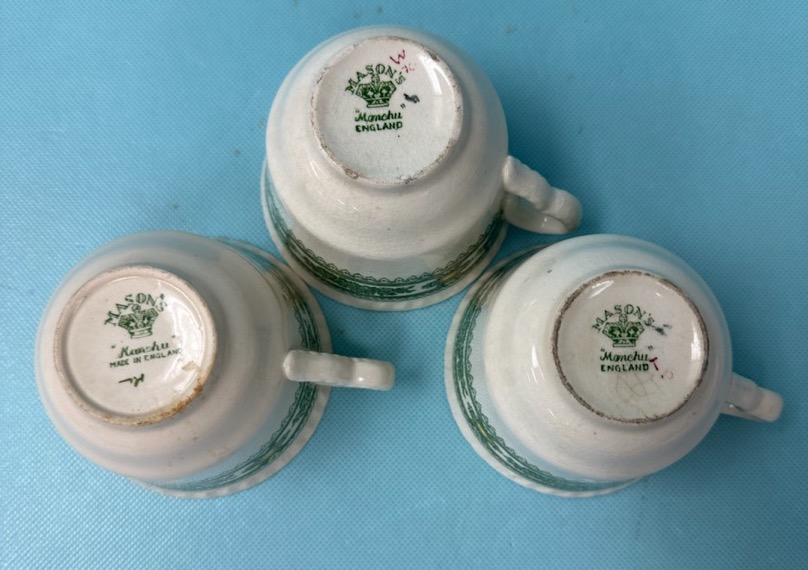 MASON'S
"Manchu"
ENGLAND
W
MASON'S
"Manchu"
MADE IN ENGLAND
MASON'S
"Manchu"
ENGLAND
T.